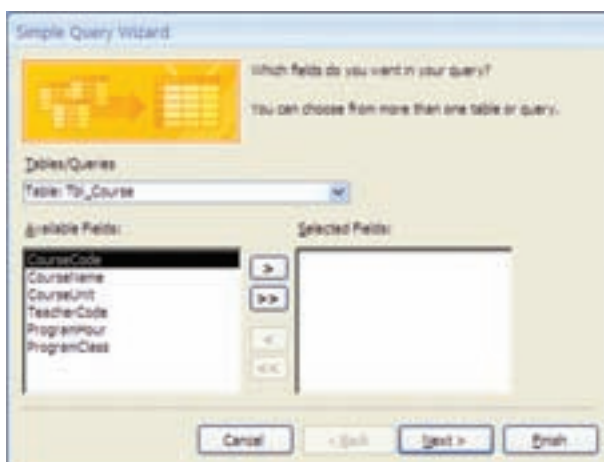 Simple Query Wizard
Which fields do you want in your query?
You can choose from more than one table or query.
Tables/Queries
Table: Tbl_Course
Available Fields:
Selected Fields:
CourseCode
CourseName
CourseUnit
TeacherCode
ProgramHour
ProgramClass
>
>>
<
<<
Cancel
< Back
Next >
Finish